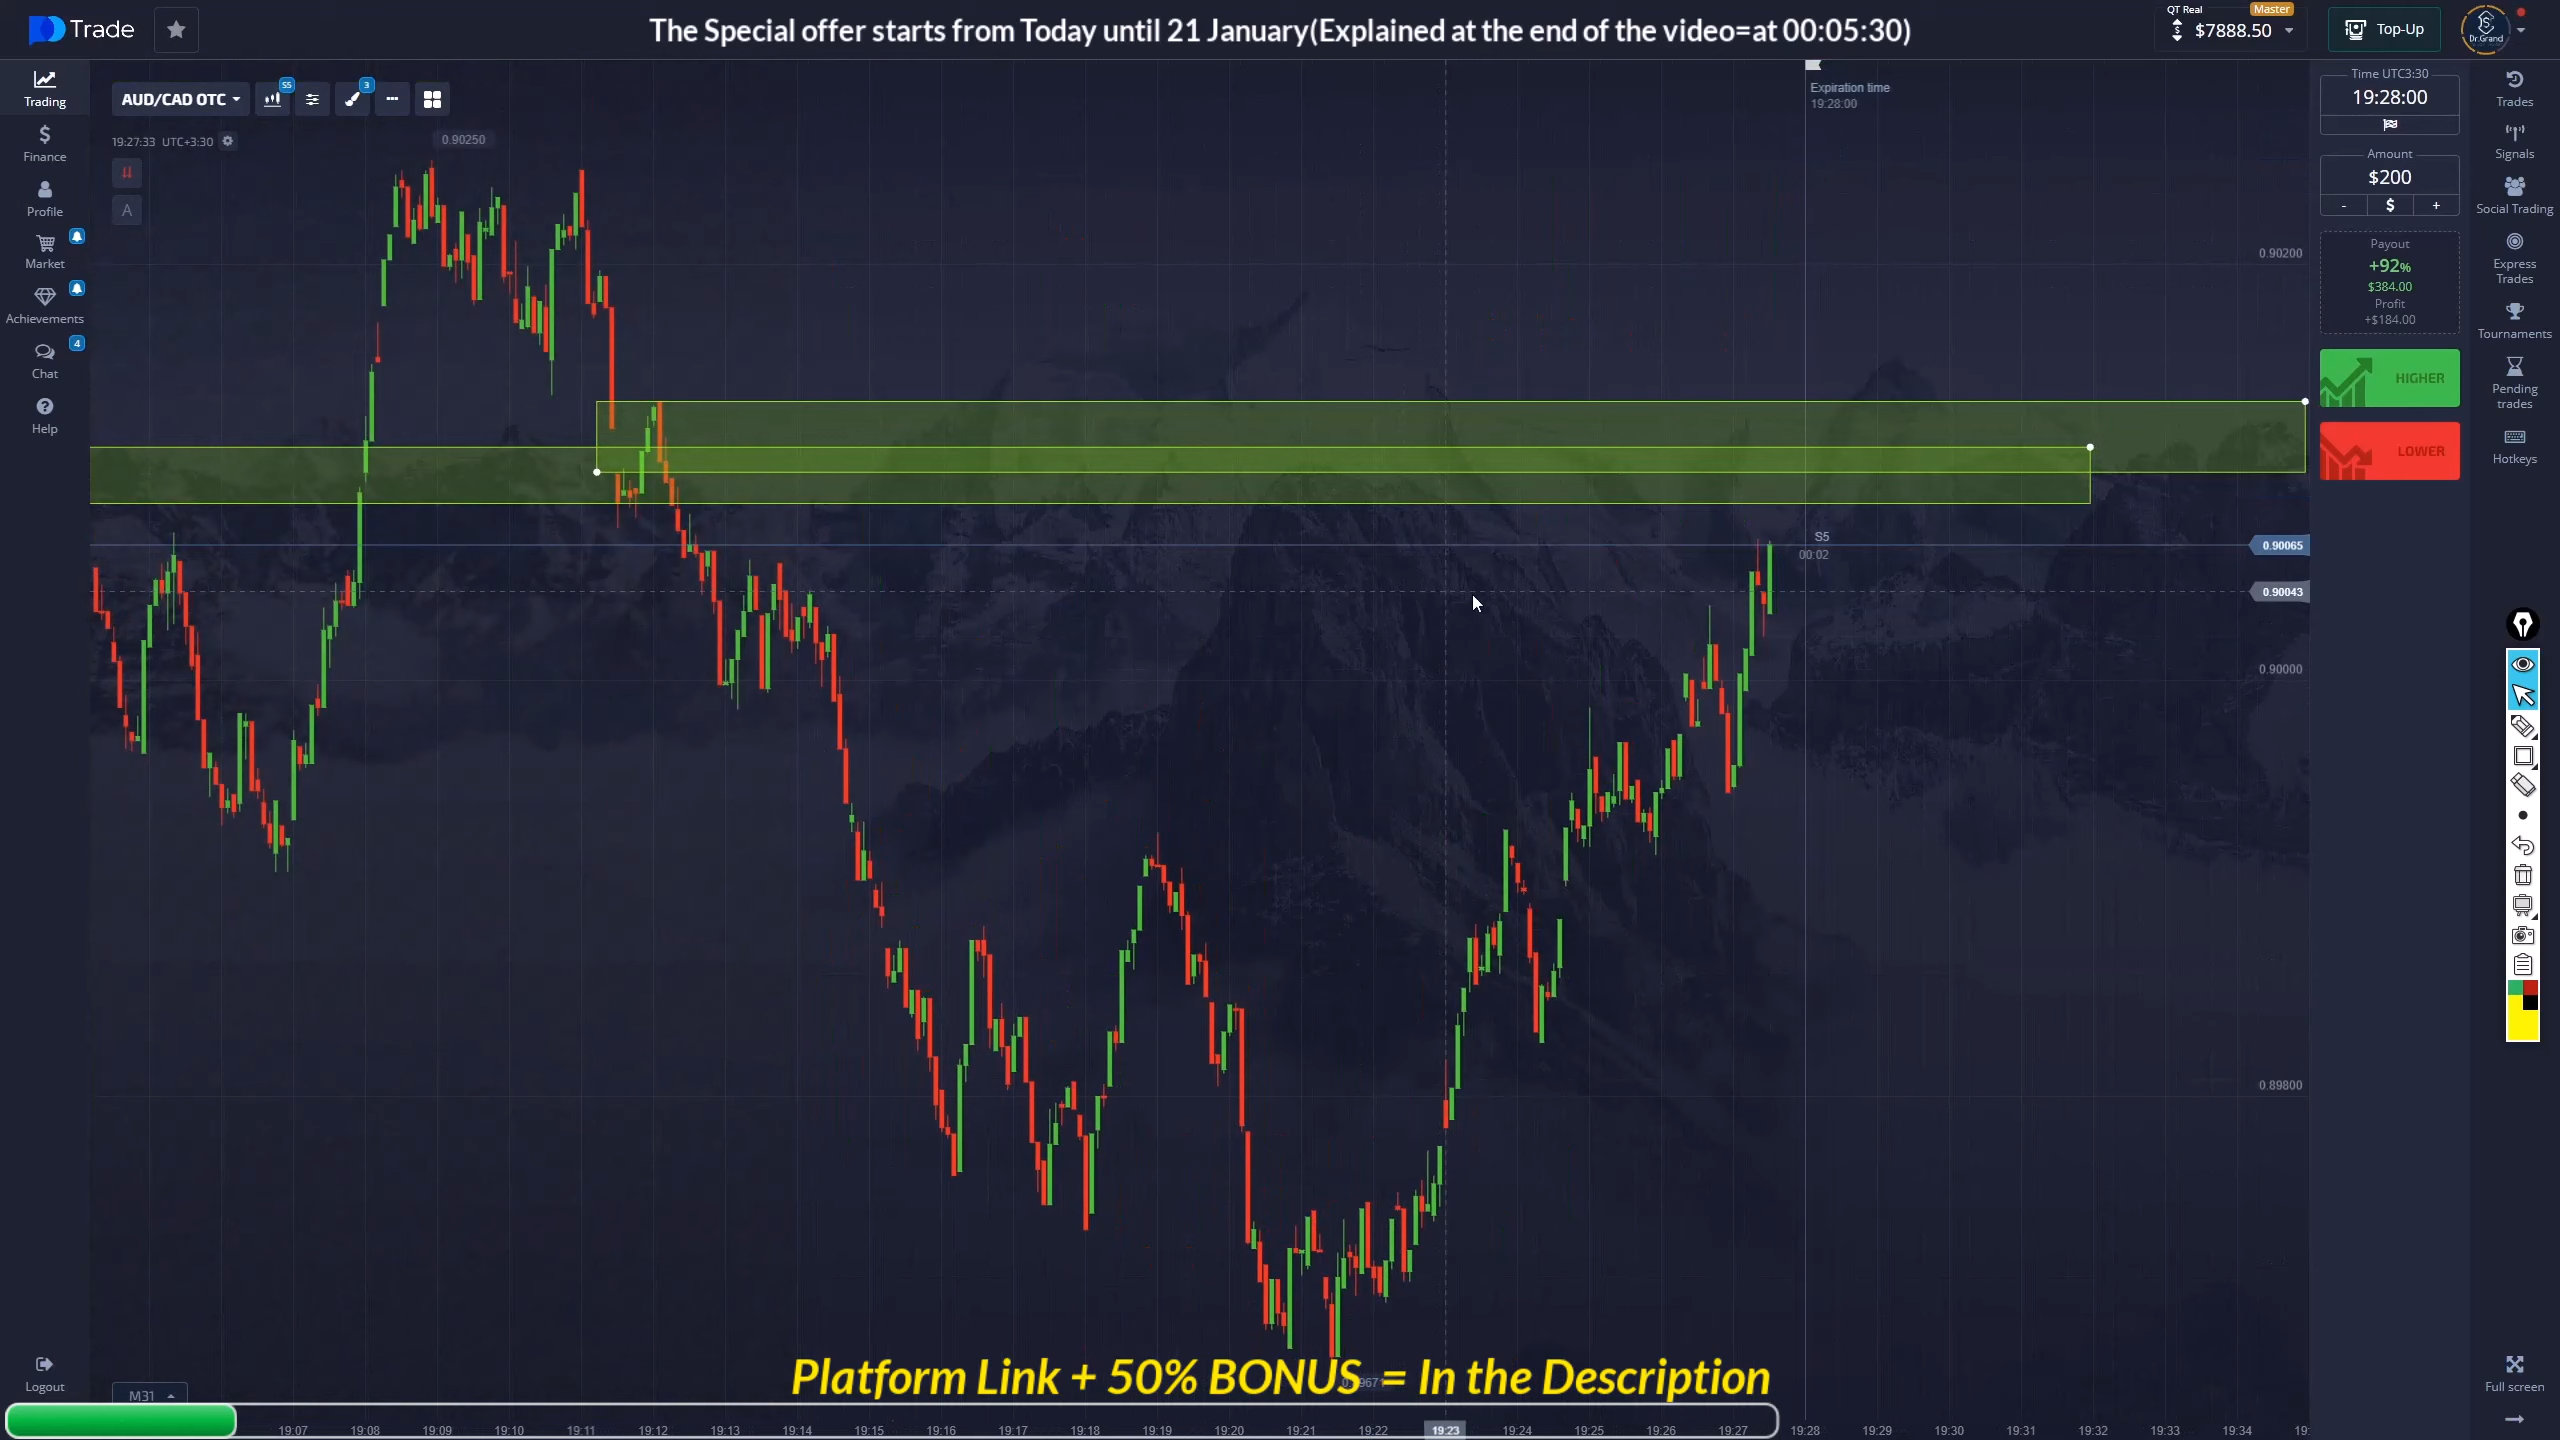 Trade
The Special offer starts from Today until 21 January(Explained at the end of the video=at 00:05:30)
QT Real
Master
$7888.50
Top-Up
Dr.Grand
Trading
Finance
Profile
Market
Achievements
Chat
4
Help
Logout
AUD/CAD OTC
S5
3
19:27:33 UTC+3:30
0.90250
A
Expiration time
19:28:00
0.90200
S5
00:02
0.90065
0.90043
0.90000
0.89800
Time UTC3:30
19:28:00
Amount
$200
- $ +
Payout
+92%
$384.00
Profit
+$184.00
HIGHER
LOWER
Trades
Signals
Social Trading
Express
Trades
Tournaments
Pending
trades
Hotkeys
Full screen
Platform Link + 50% BONUS = In the Description
M31
19:07 19:08 19:09 19:10 19:11 19:12 19:13 19:14 19:15 19:16 19:17 19:18 19:19 19:20 19:21 19:22 19:23 19:24 19:25 19:26 19:27 19:28 19:29 19:30 19:31 19:32 19:33 19:34